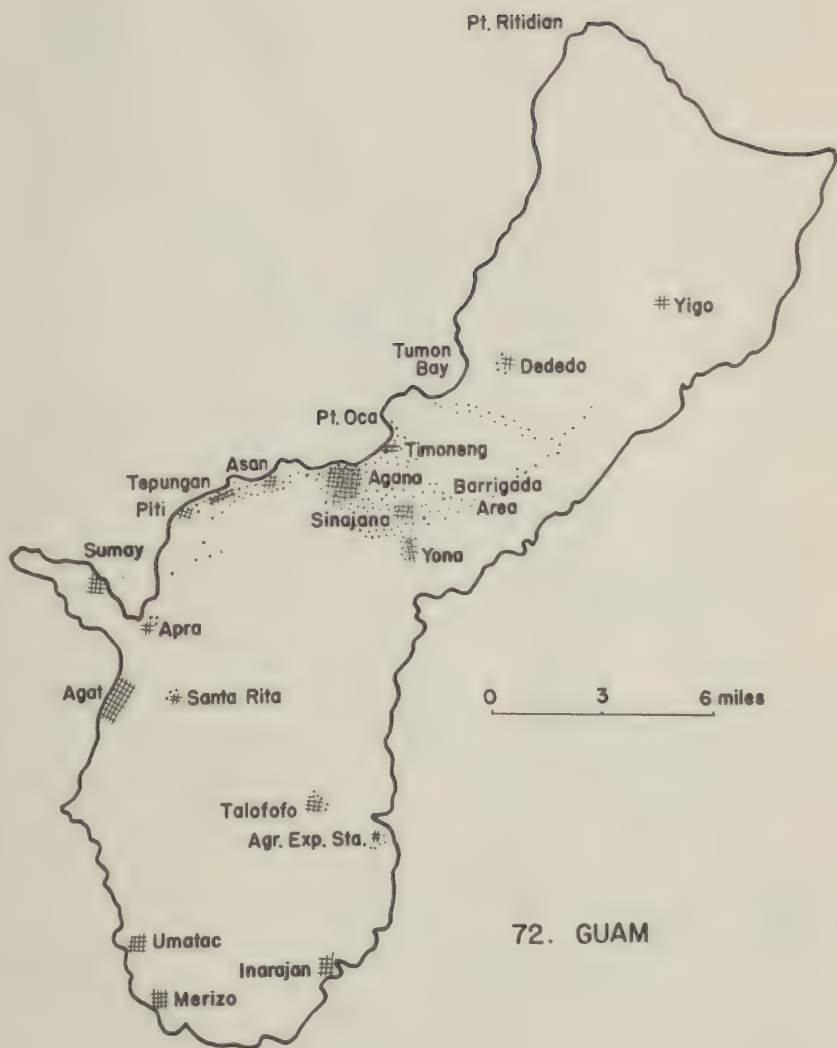 Pt. Ritidian
Yigo
Tumon
Bay
Dededo
Pt. Oca
Timoneng
Asan
Agana
Tepungan
Barrigada
Area
Piti
Sinajana
Sumay
Yona
Apra
Agat
Santa Rita
0 3 6 miles
Talofofo
Agr. Exp. Sta.
72. GUAM
Umatac
Inarajan
Merizo